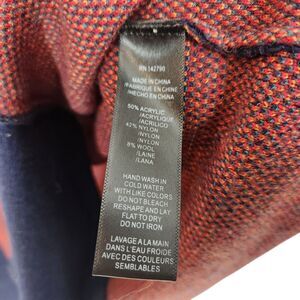 RN 142790
MADE IN CHINA
/FABRIQUÉ EN CHINE
/HECHO EN CHINA
50% ACRYLIC
/ACRYLIQUE
/ACRILICO
42% NYLON
/NYLON
/NYLON
8% WOOL
/LAINE
/LANA
HAND WASH IN
COLD WATER
WITH LIKE COLORS
DO NOT BLEACH
RESHAPE AND LAY
FLAT TO DRY
DO NOT IRON
LAVAGE A LA MAIN
DANS L'EAU FROIDE
AVEC DES COULEURS
SEMBLABLES